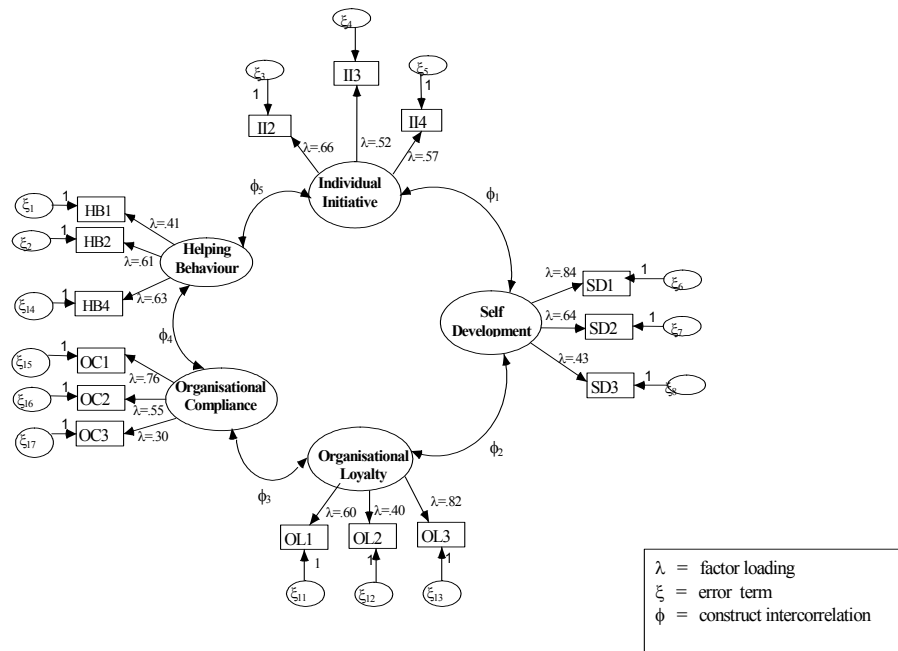 ξ4
ξ3
ξ5
1
1
II3
II2
II4
λ=.66
λ=.52
λ=.57
Individual
Initiative
ϕ5
ϕ1
ξ1
1
HB1
λ=.41
ξ2
1
HB2
λ=.61
Helping
Behaviour
ξ14
1
HB4
λ=.63
ϕ4
λ=.84
SD1
1
ξ6
Self
Development
λ=.64
SD2
1
ξ7
λ=.43
SD3
1
ξ8
ξ15
1
OC1
λ=.76
ξ16
1
OC2
λ=.55
Organisational
Compliance
ξ17
1
OC3
λ=.30
ϕ3
ϕ2
Organisational
Loyalty
λ=.60
λ=.40
λ=.82
OL1
OL2
OL3
1
1
1
ξ11
ξ12
ξ13
λ = factor loading
ξ = error term
ϕ = construct intercorrelation